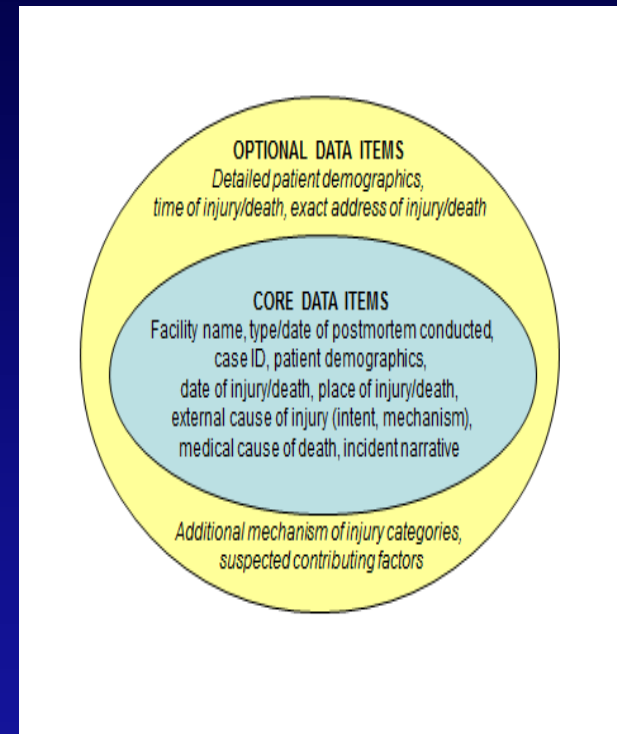 OPTIONAL DATA ITEMS
Detailed patient demographics,
time of injury/death, exact address of injury/death
CORE DATA ITEMS
Facility name, type/date of postmortem conducted,
case ID, patient demographics,
date of injury/death, place of injury/death,
external cause of injury (intent, mechanism),
medical cause of death, incident narrative
Additional mechanism of injury categories,
suspected contributing factors